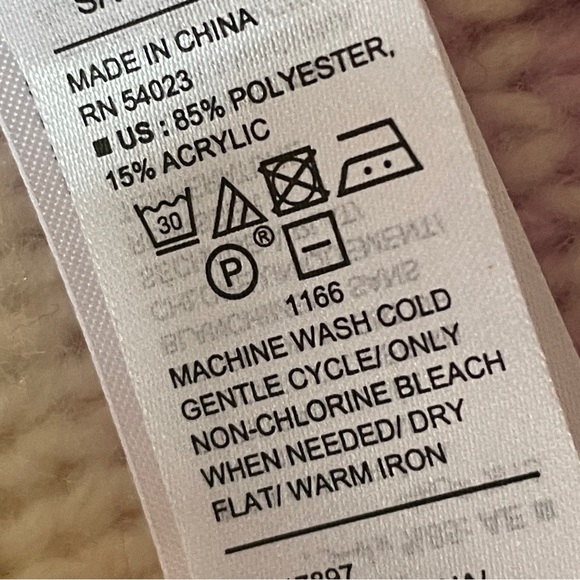 MADE IN CHINA
RN 54023
■ US : 85% POLYESTER,
15% ACRYLIC
30
P ®
1166
MACHINE WASH COLD
GENTLE CYCLE/ ONLY
NON-CHLORINE BLEACH
WHEN NEEDED/ DRY
FLAT/ WARM IRON